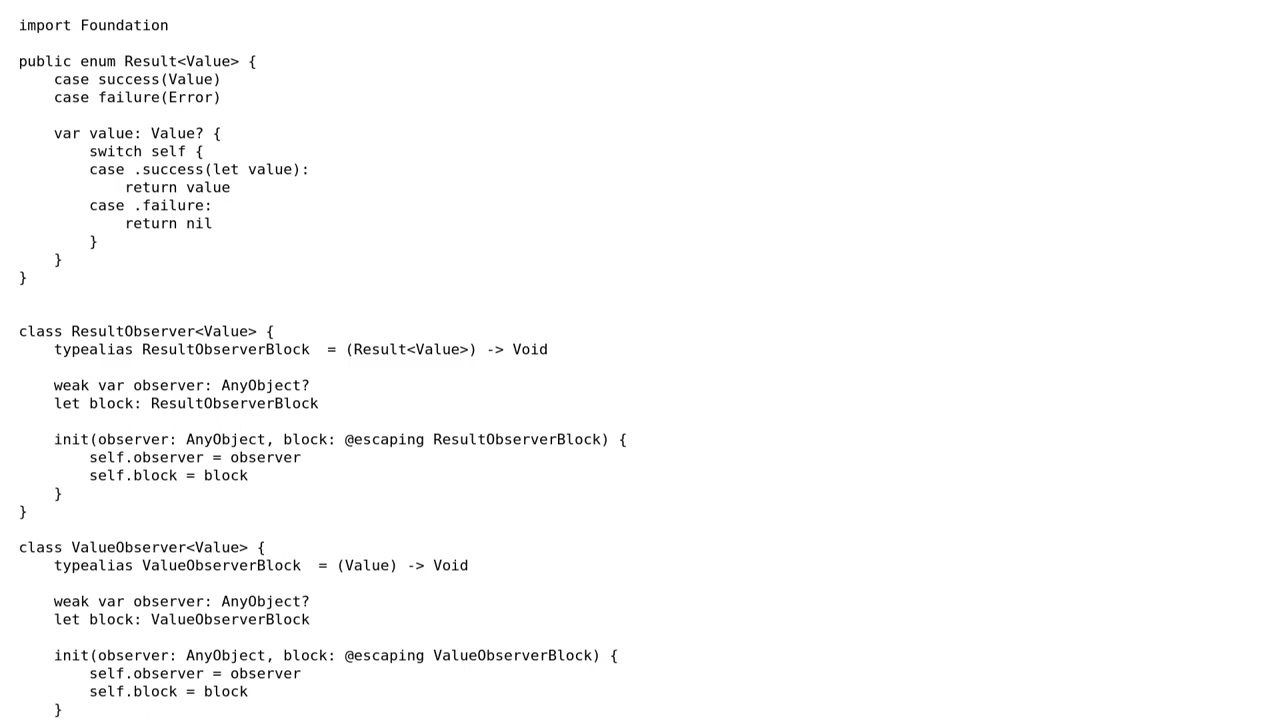 import Foundation

public enum Result<Value> {
    case success(Value)
    case failure(Error)

    var value: Value? {
        switch self {
        case .success(let value):
            return value
        case .failure:
            return nil
        }
    }
}


class ResultObserver<Value> {
    typealias ResultObserverBlock  = (Result<Value>) -> Void

    weak var observer: AnyObject?
    let block: ResultObserverBlock

    init(observer: AnyObject, block: @escaping ResultObserverBlock) {
        self.observer = observer
        self.block = block
    }
}

class ValueObserver<Value> {
    typealias ValueObserverBlock  = (Value) -> Void

    weak var observer: AnyObject?
    let block: ValueObserverBlock

    init(observer: AnyObject, block: @escaping ValueObserverBlock) {
        self.observer = observer
        self.block = block
    }